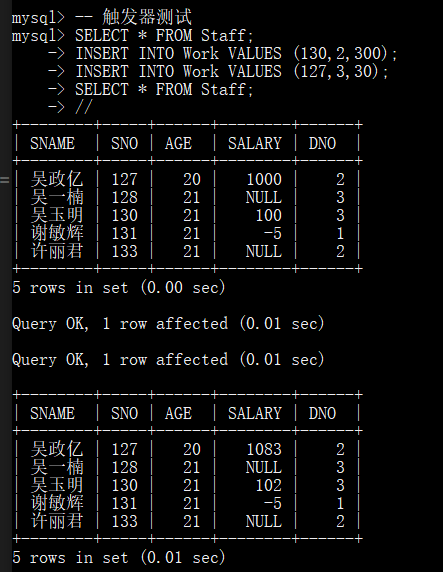 mysql> -- 触发器测试
mysql> SELECT * FROM Staff;
    -> INSERT INTO Work VALUES (130,2,300);
    -> INSERT INTO Work VALUES (127,3,30);
    -> SELECT * FROM Staff;
    -> //
+--------+-----+------+--------+------+
| SNAME  | SNO | AGE  | SALARY | DNO  |
+--------+-----+------+--------+------+
| 吴政亿 | 127 |   20 |   1000 |    2 |
| 吴一楠 | 128 |   21 |   NULL |    3 |
| 吴玉明 | 130 |   21 |    100 |    3 |
| 谢敏辉 | 131 |   21 |     -5 |    1 |
| 许丽君 | 133 |   21 |   NULL |    2 |
+--------+-----+------+--------+------+
5 rows in set (0.00 sec)
Query OK, 1 row affected (0.01 sec)
Query OK, 1 row affected (0.01 sec)
+--------+-----+------+--------+------+
| SNAME  | SNO | AGE  | SALARY | DNO  |
+--------+-----+------+--------+------+
| 吴政亿 | 127 |   20 |   1083 |    2 |
| 吴一楠 | 128 |   21 |   NULL |    3 |
| 吴玉明 | 130 |   21 |    102 |    3 |
| 谢敏辉 | 131 |   21 |     -5 |    1 |
| 许丽君 | 133 |   21 |   NULL |    2 |
+--------+-----+------+--------+------+
5 rows in set (0.01 sec)